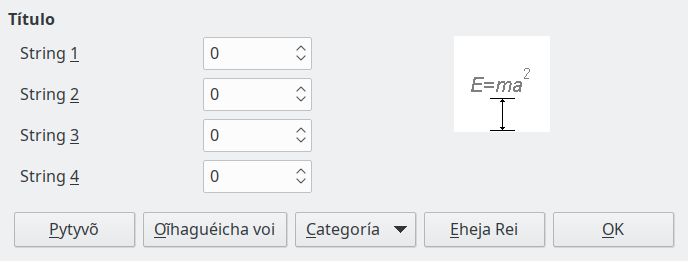 Título
String 1 0
String 2 0
String 3 0
String 4 0
E=ma²
Pytyvõ Oĩhaguéicha voi Categoría Eheja Rei OK